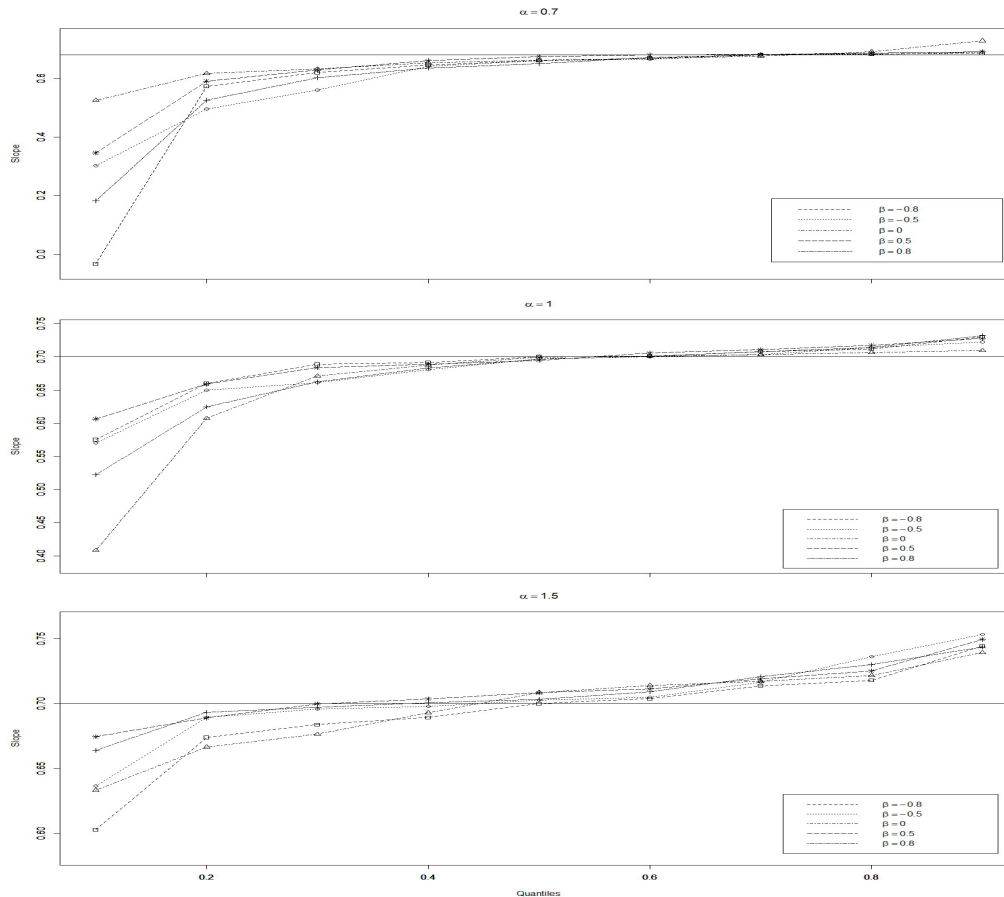 α = 0.7
Slope
0.6
0.4
0.2
0.0
β = −0.8
β = −0.5
β = 0
β = 0.5
β = 0.8
α = 1
Slope
0.75
0.70
0.65
0.60
0.55
0.50
0.45
0.40
β = −0.8
β = −0.5
β = 0
β = 0.5
β = 0.8
α = 1.5
Slope
0.75
0.70
0.65
0.60
β = −0.8
β = −0.5
β = 0
β = 0.5
β = 0.8
0.2 0.4 0.6 0.8
Quantiles